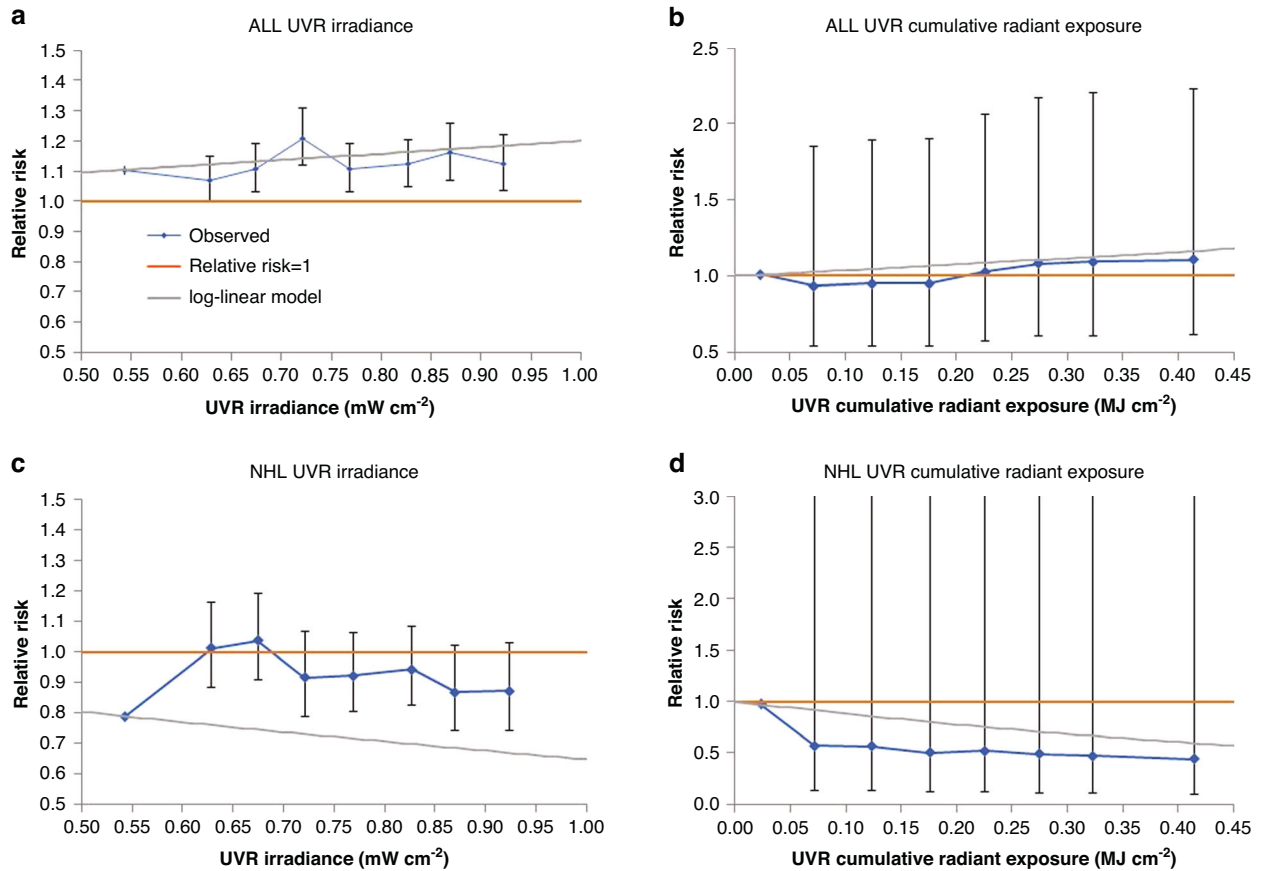 a
ALL UVR irradiance
Relative risk
1.5
1.4
1.3
1.2
1.1
1.0
0.9
0.8
0.7
0.6
0.5
Observed
Relative risk=1
log-linear model
0.50 0.55 0.60 0.65 0.70 0.75 0.80 0.85 0.90 0.95 1.00
UVR irradiance (mW cm-2)
b
ALL UVR cumulative radiant exposure
Relative risk
2.5
2.0
1.5
1.0
0.5
0.00 0.05 0.10 0.15 0.20 0.25 0.30 0.35 0.40 0.45
UVR cumulative radiant exposure (MJ cm-2)
c
NHL UVR irradiance
Relative risk
1.5
1.4
1.3
1.2
1.1
1.0
0.9
0.8
0.7
0.6
0.5
0.50 0.55 0.60 0.65 0.70 0.75 0.80 0.85 0.90 0.95 1.00
UVR irradiance (mW cm-2)
d
NHL UVR cumulative radiant exposure
Relative risk
3.0
2.5
2.0
1.5
1.0
0.5
0.0
0.00 0.05 0.10 0.15 0.20 0.25 0.30 0.35 0.40 0.45
UVR cumulative radiant exposure (MJ cm-2)